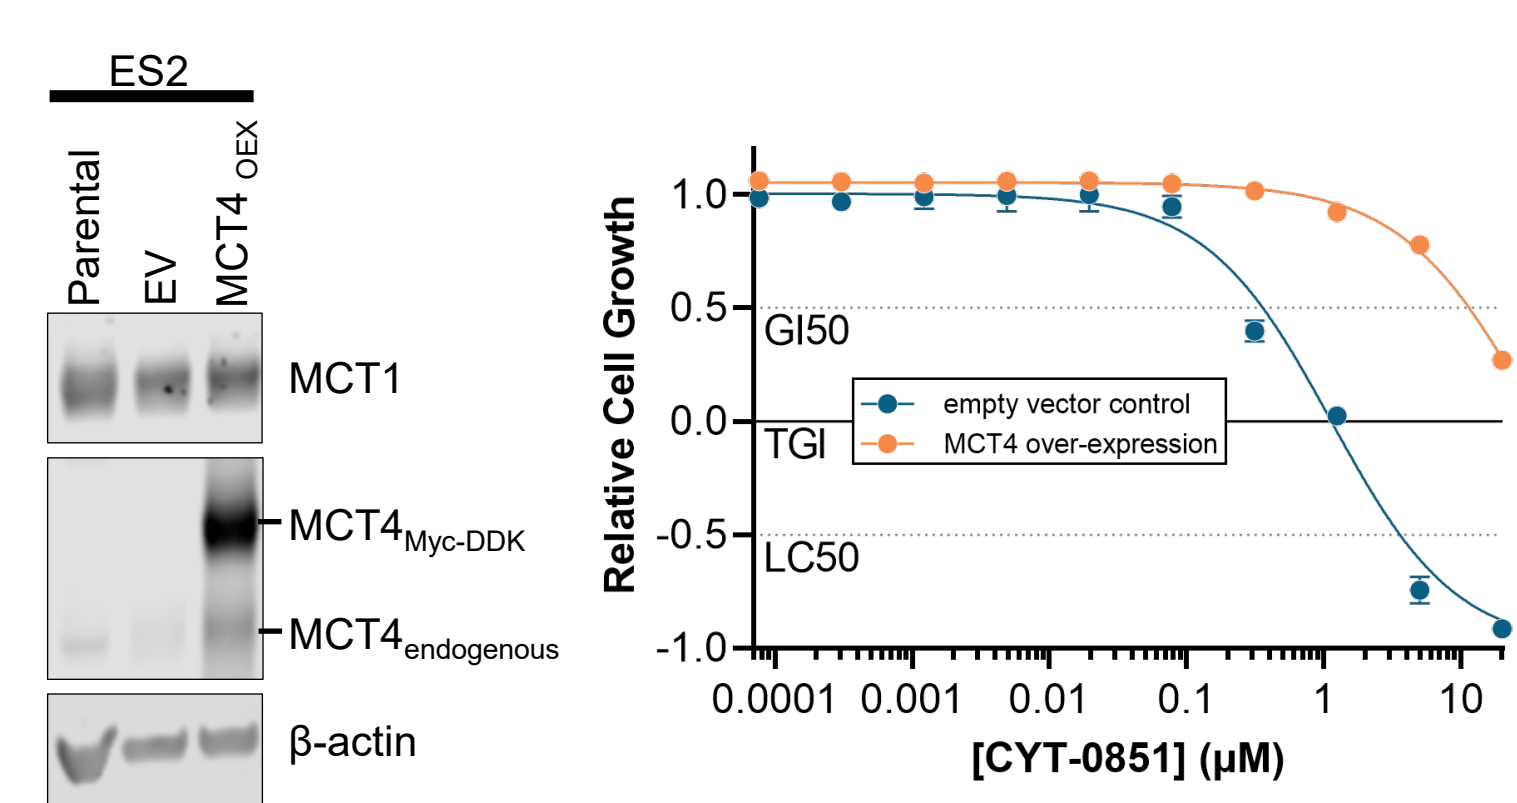 ES2
Parental
EV
MCT4 OEX
MCT1
MCT4Myc-DDK
MCT4endogenous
β-actin
Relative Cell Growth
1.0
0.5
0.0
-0.5
-1.0
GI50
TGI
LC50
empty vector control
MCT4 over-expression
0.0001 0.001 0.01 0.1 1 10
[CYT-0851] (µM)